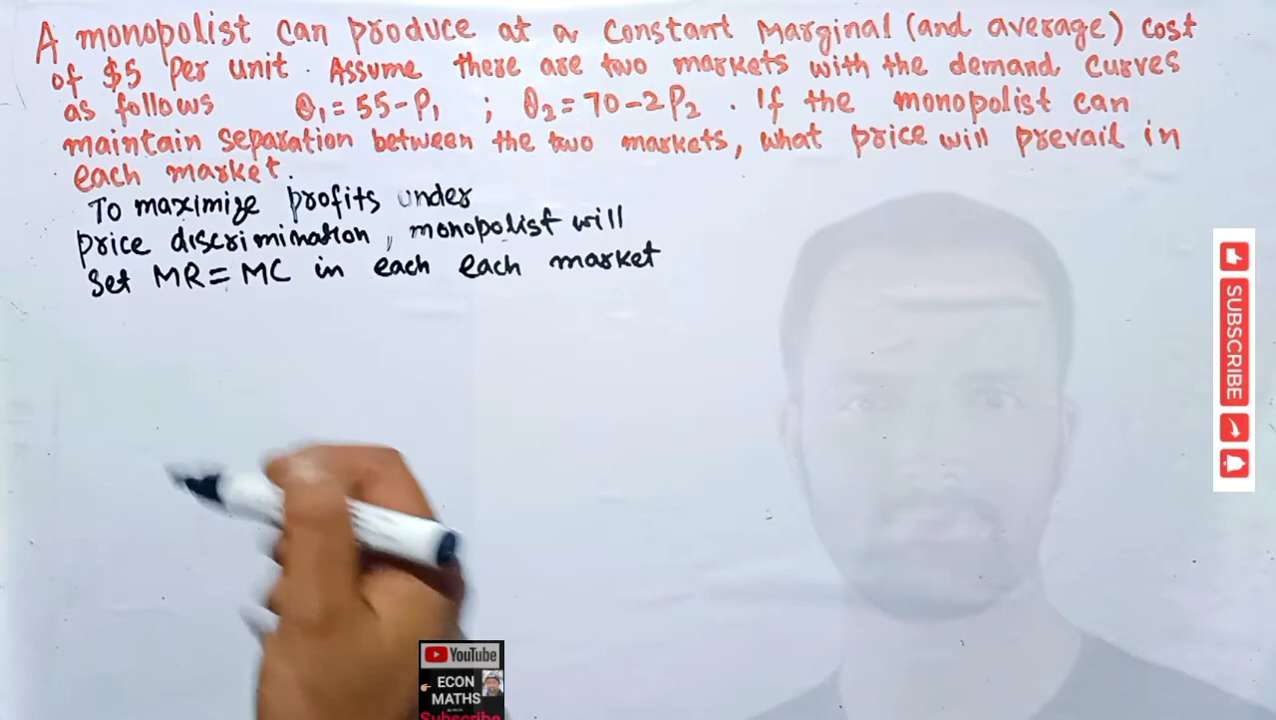 A monopolist can produce at a constant Marginal (and average) cost
of $5 per unit. Assume there are two markets with the demand curves
as follows Q₁ = 55-P₁ ; Q₂ = 70-2P₂. If the monopolist can
maintain separation between the two markets, what price will prevail in
each market.
To maximize profits under
price discrimination, monopolist will
set MR = MC in each each market
SUBSCRIBE
YouTube
ECON
MATHS
Subscribe